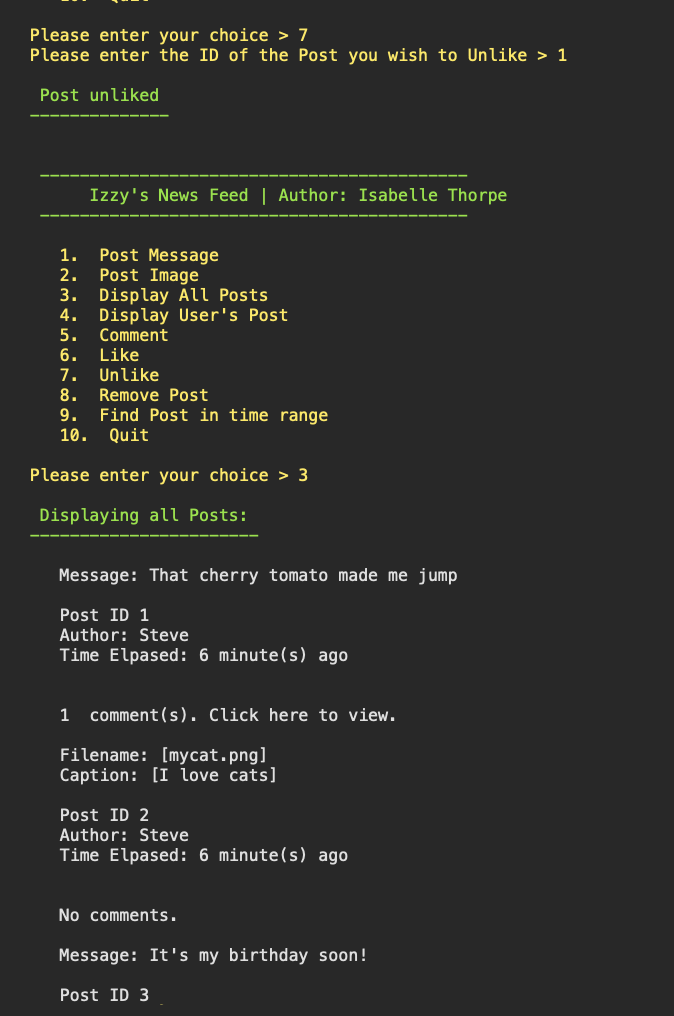 Please enter your choice > 7
Please enter the ID of the Post you wish to Unlike > 1
Post unliked
--------------
-------------------------------------------
Izzy's News Feed | Author: Isabelle Thorpe
-------------------------------------------
1. Post Message
2. Post Image
3. Display All Posts
4. Display User's Post
5. Comment
6. Like
7. Unlike
8. Remove Post
9. Find Post in time range
10. Quit
Please enter your choice > 3
Displaying all Posts:
-----------------------
Message: That cherry tomato made me jump
Post ID 1
Author: Steve
Time Elpased: 6 minute(s) ago
1 comment(s). Click here to view.
Filename: [mycat.png]
Caption: [I love cats]
Post ID 2
Author: Steve
Time Elpased: 6 minute(s) ago
No comments.
Message: It's my birthday soon!
Post ID 3